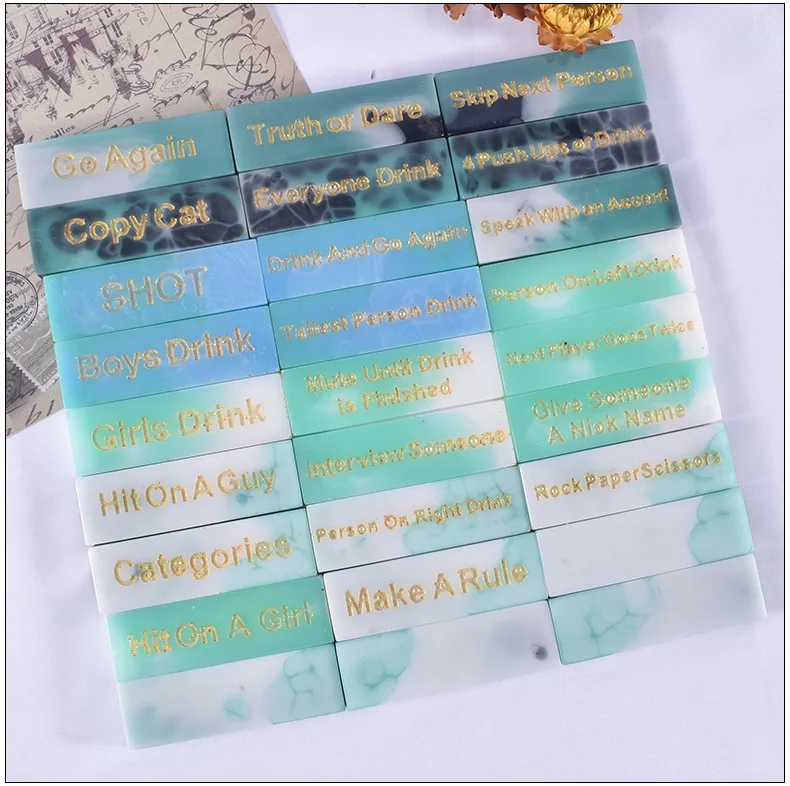 Go Again
Truth or Dare
Skip Next Person
Copy Cat
Everyone Drink
4 Push Ups or Drink
SHOT
Drink And Go Again
Speak With an Accent
Boys Drink
Tallest Person Drink
Person On Left Drink
Girls Drink
Mute Until Drink
is Finished
Next Player Goes Twice
Hit On A Guy
Interview Someone
Give Someone
A Nick Name
Categories
Person On Right Drink
Rock Paper Scissors
Hit On A Girl
Make A Rule